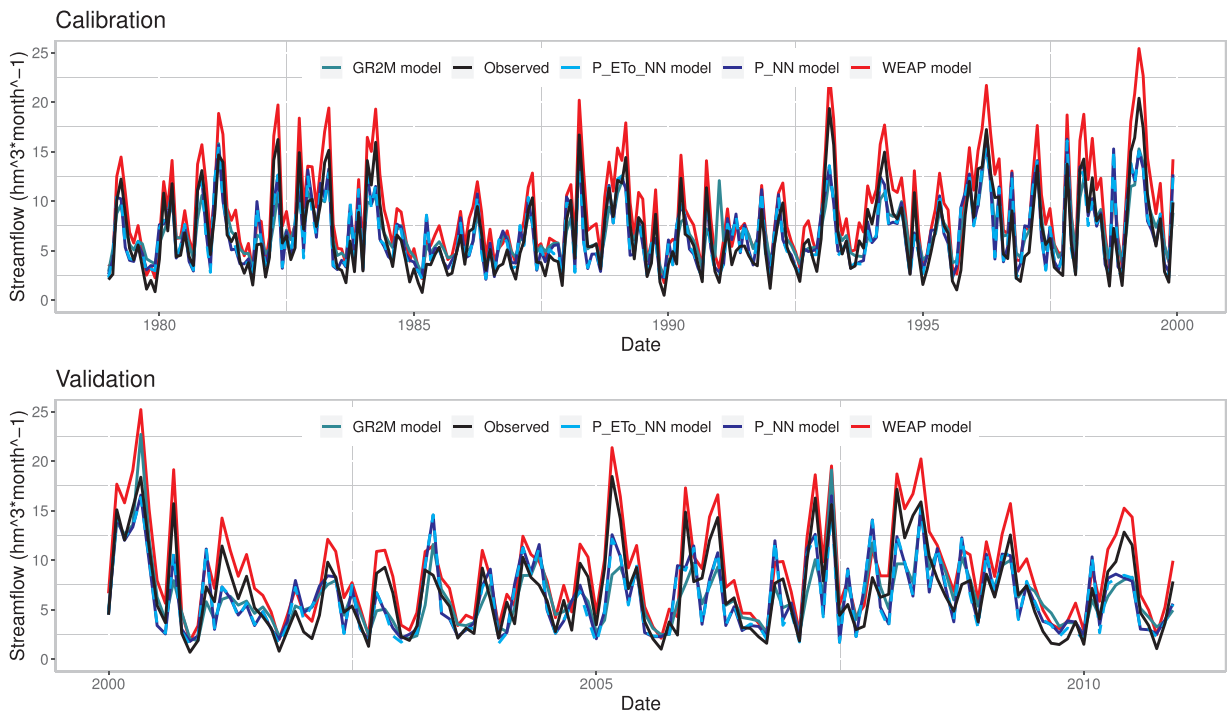 Calibration
25
20
15
10
5
0
Streamflow (hm^3*month^−1)
GR2M model Observed P_ETo_NN model P_NN model WEAP model
1980 1985 1990 1995 2000
Date
Validation
25
20
15
10
5
0
Streamflow (hm^3*month^−1)
GR2M model Observed P_ETo_NN model P_NN model WEAP model
2000 2005 2010
Date